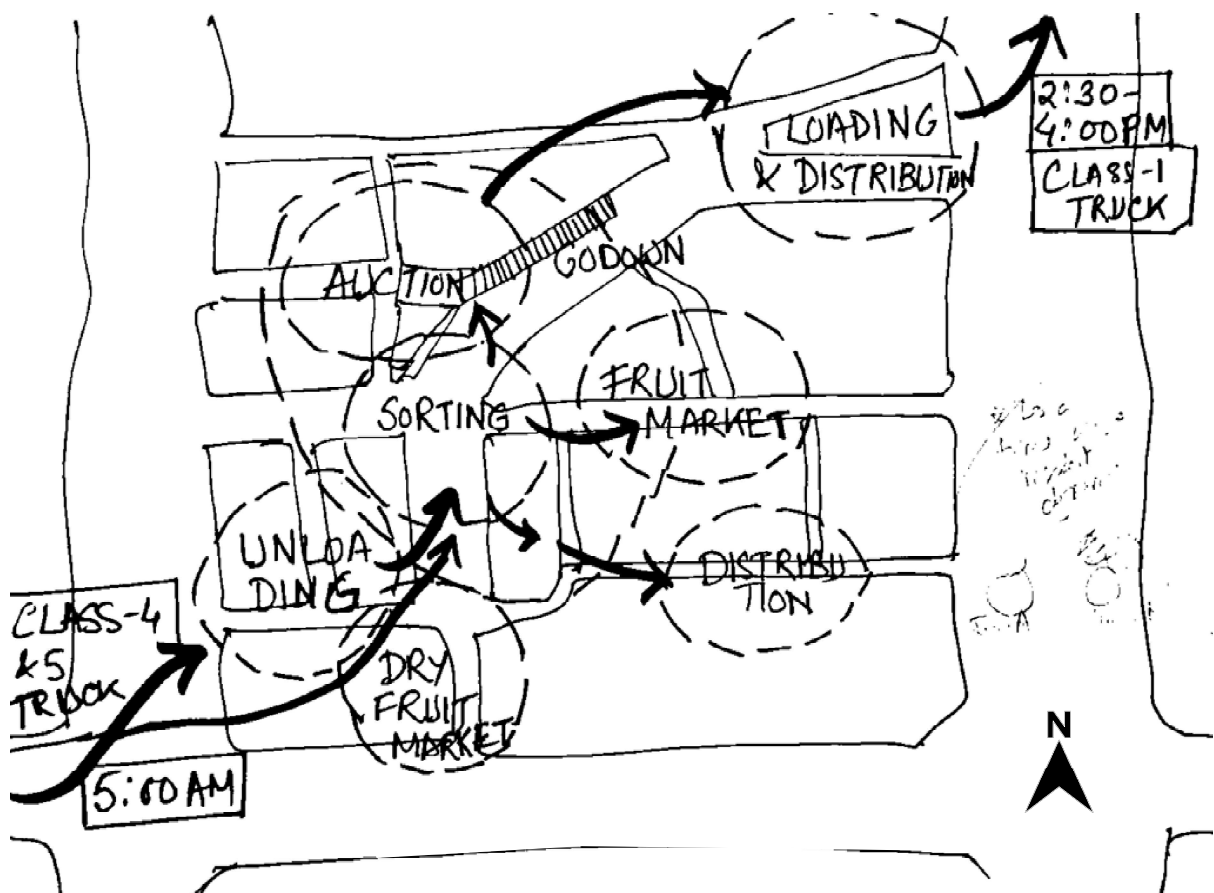 LOADING
& DISTRIBUTION
2:30-
4:00PM
CLASS-1
TRUCK
GODOWN
AUCTION
FRUIT
MARKET
SORTING
UNLOA
DING
DISTRIBU
TION
CLASS-4
&5
TRUCK
DRY
FRUIT
MARKET
5:00AM
N